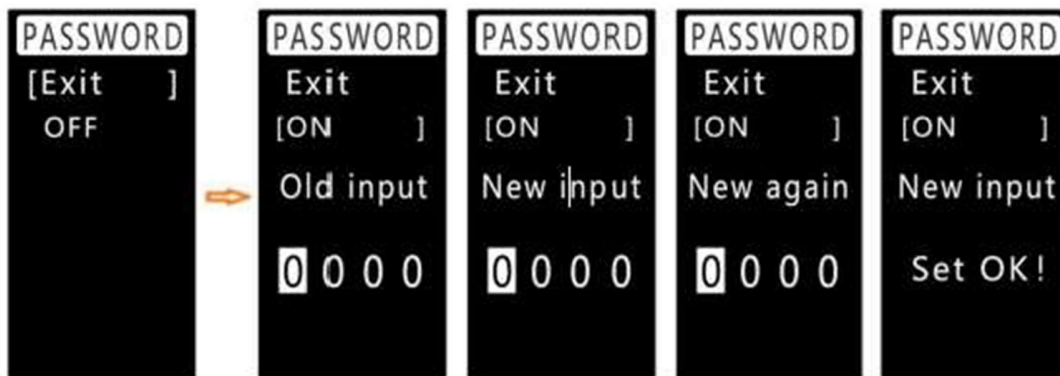 PASSWORD
[Exit ]
OFF
PASSWORD
Exit
[ON ]
Old input
0 0 0 0
PASSWORD
Exit
[ON ]
New input
0 0 0 0
PASSWORD
Exit
[ON ]
New again
0 0 0 0
PASSWORD
Exit
[ON ]
New input
Set OK!